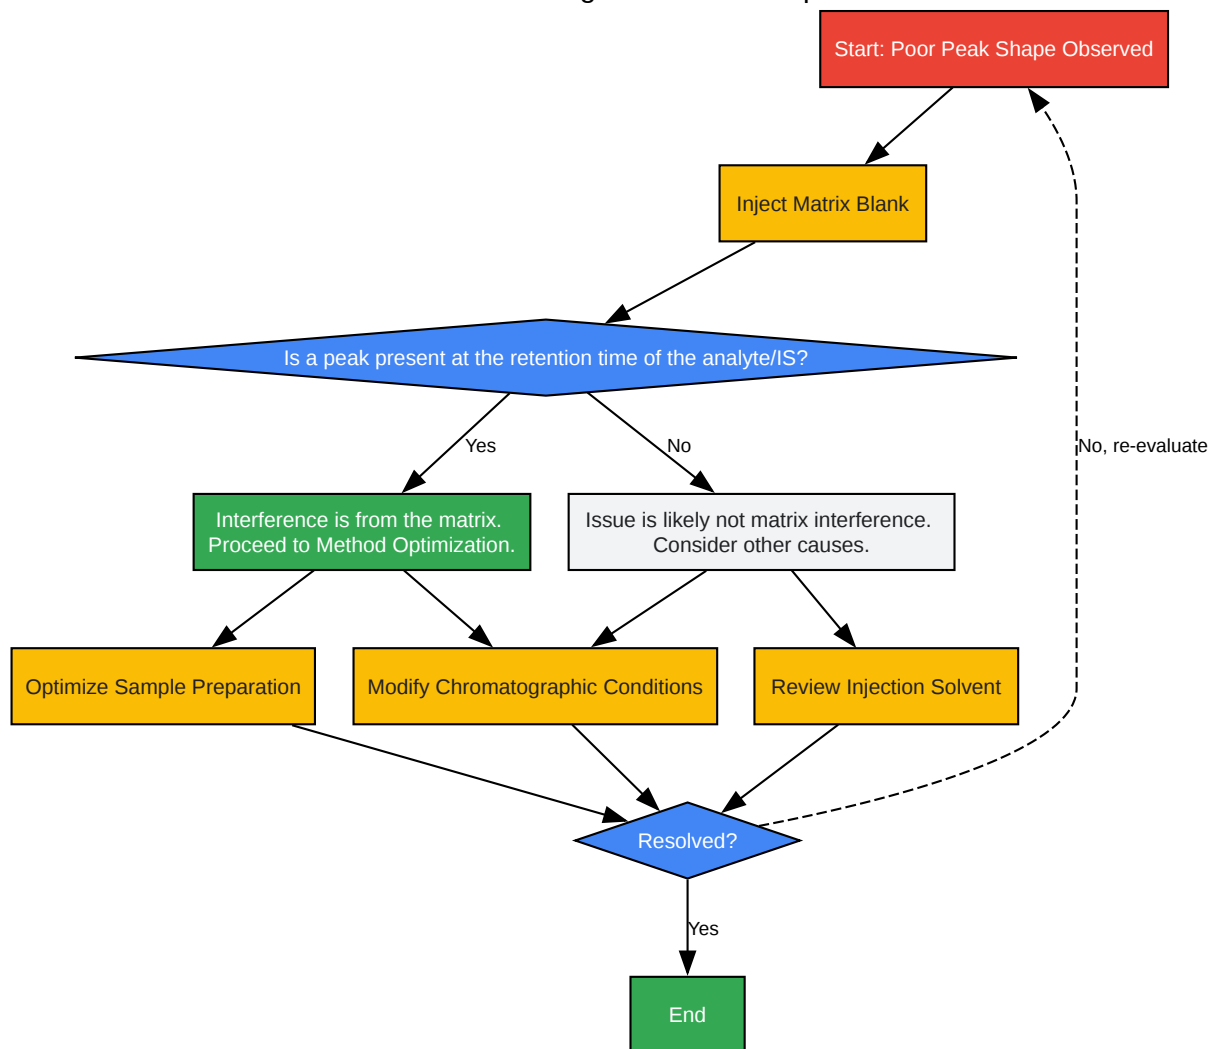 Start: Poor Peak Shape Observed
Inject Matrix Blank
Is a peak present at the retention time of the analyte/IS?
Yes
No
No, re-evaluate
Interference is from the matrix.
Proceed to Method Optimization.
Issue is likely not matrix interference.
Consider other causes.
Optimize Sample Preparation
Modify Chromatographic Conditions
Review Injection Solvent
Resolved?
Yes
End